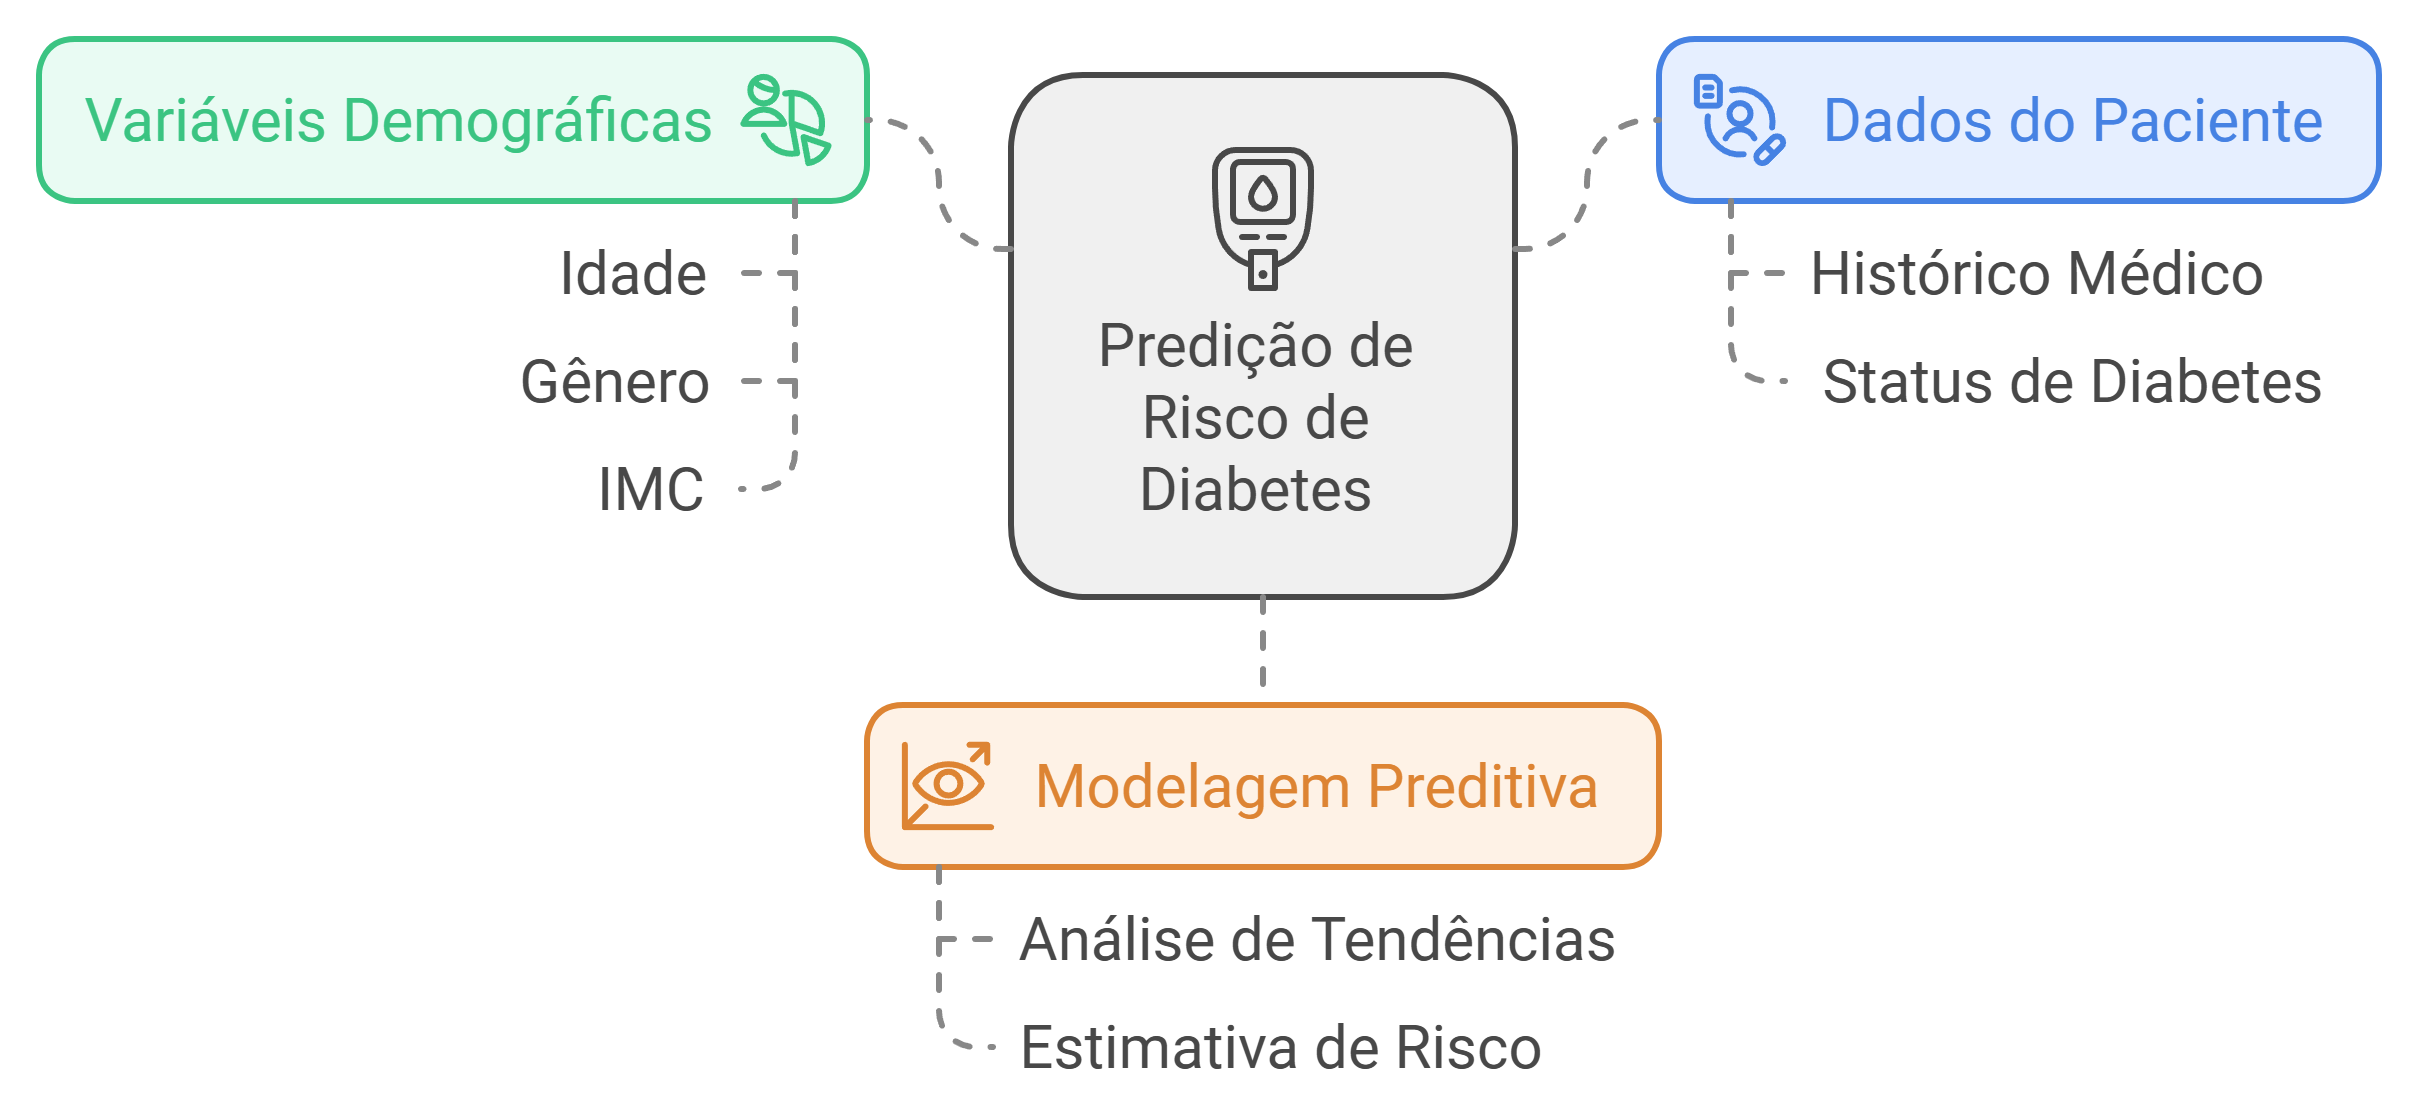 Variáveis Demográficas
Idade
Gênero
IMC
Predição de
Risco de
Diabetes
Dados do Paciente
Histórico Médico
Status de Diabetes
Modelagem Preditiva
Análise de Tendências
Estimativa de Risco